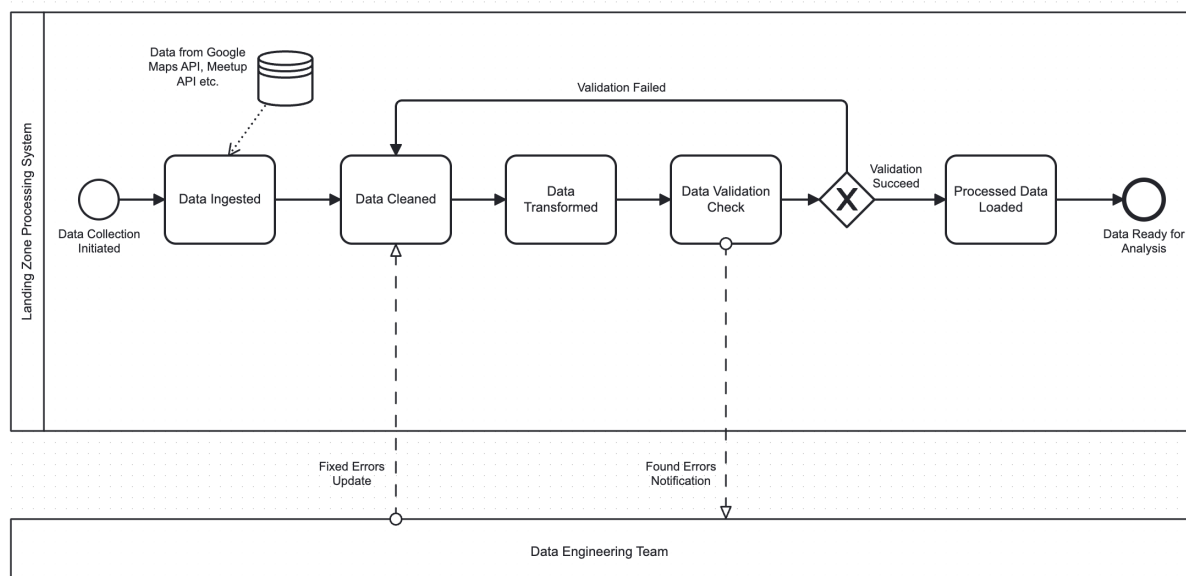 Landing Zone Processing System
Data from Google
Maps API, Meetup
API etc.
Validation Failed
Data Collection
Initiated
Data Ingested
Data Cleaned
Data
Transformed
Data Validation
Check
Validation
Succeed
Processed Data
Loaded
Data Ready for
Analysis
Fixed Errors
Update
Found Errors
Notification
Data Engineering Team